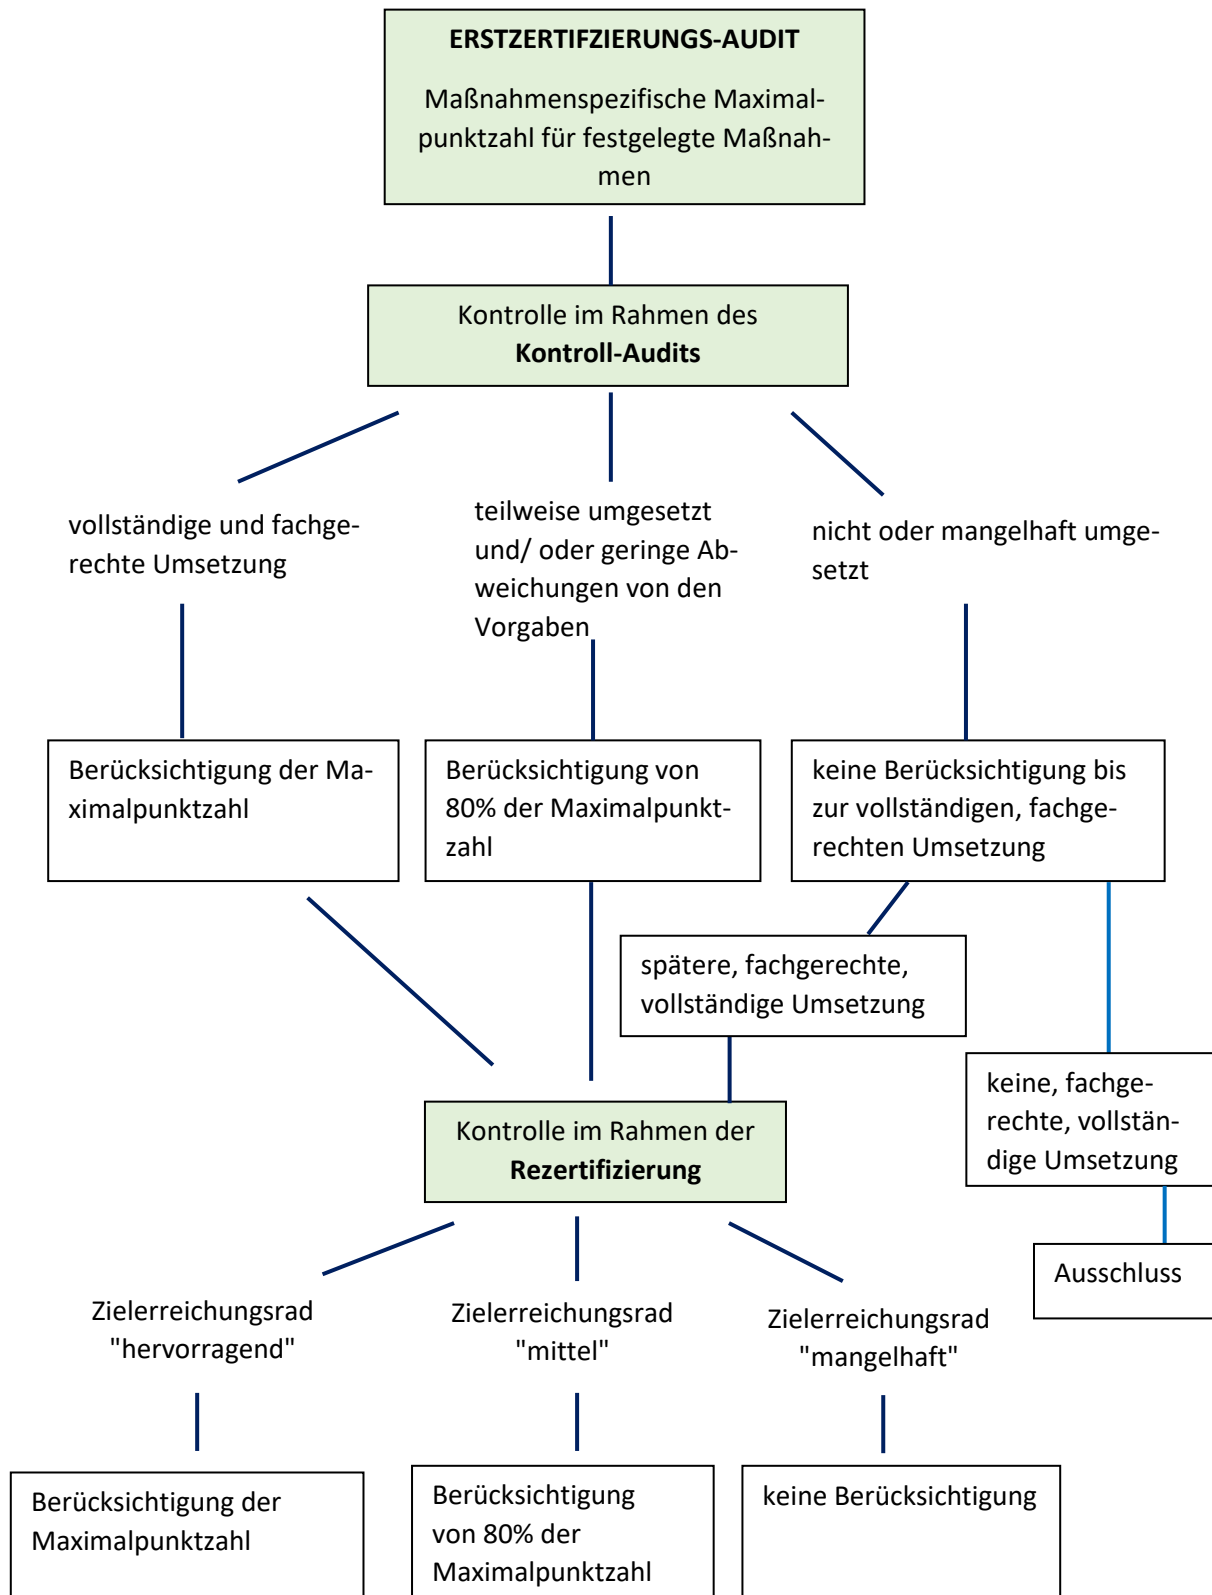 ERSTZERTIFZIERUNGS-AUDIT
Maßnahmenspezifische Maximal-
punktzahl für festgelegte Maßnah-
men
Kontrolle im Rahmen des
Kontroll-Audits
vollständige und fachge-
rechte Umsetzung
teilweise umgesetzt
und/ oder geringe Ab-
weichungen von den
Vorgaben
nicht oder mangelhaft umge-
setzt
Berücksichtigung der Ma-
ximalpunktzahl
Berücksichtigung von
80% der Maximalpunkt-
zahl
keine Berücksichtigung bis
zur vollständigen, fachge-
rechten Umsetzung
spätere, fachgerechte,
vollständige Umsetzung
keine, fachge-
rechte, vollstän-
dige Umsetzung
Kontrolle im Rahmen der
Rezertifizierung
Ausschluss
Zielerreichungsrad
"hervorragend"
Zielerreichungsrad
"mittel"
Zielerreichungsrad
"mangelhaft"
Berücksichtigung der
Maximalpunktzahl
Berücksichtigung
von 80% der
Maximalpunktzahl
keine Berücksichtigung